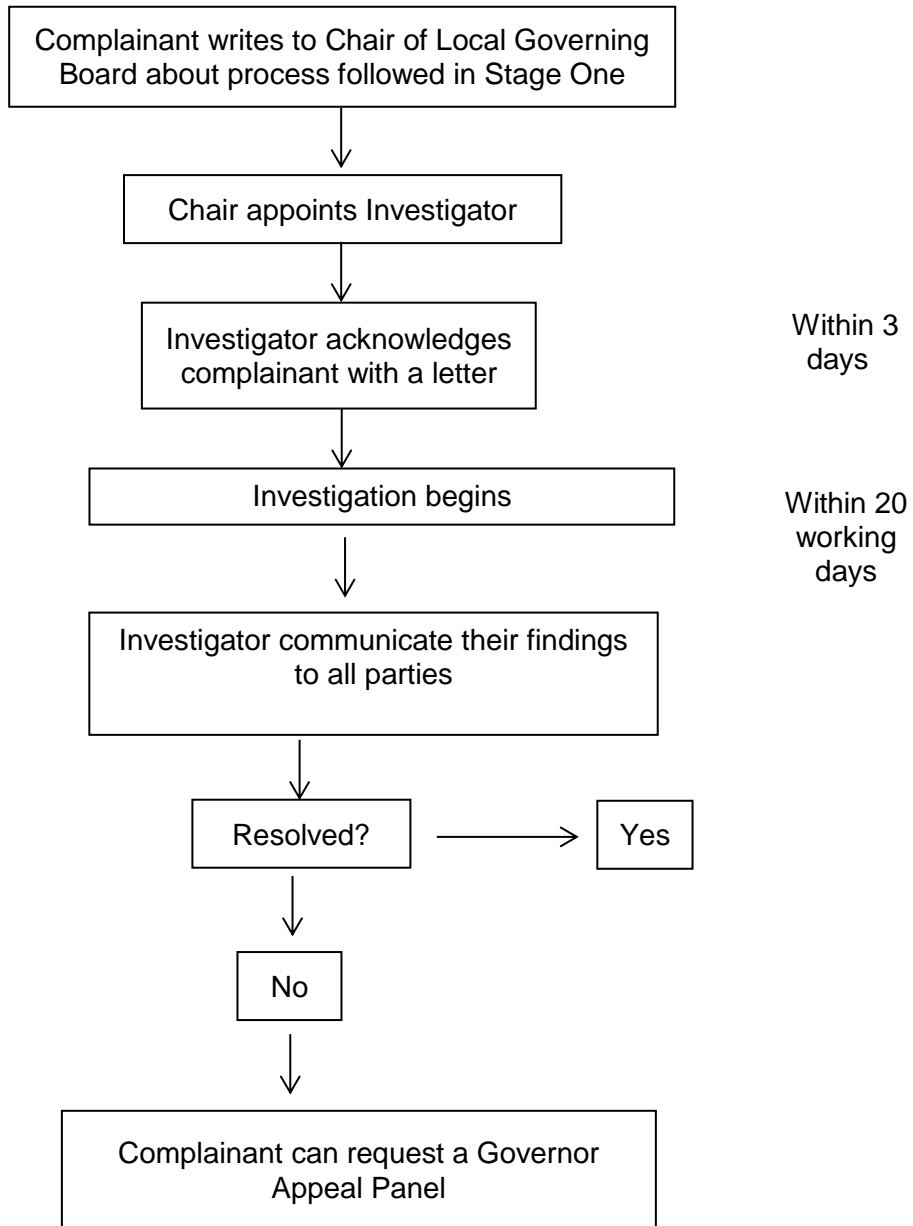 Complainant writes to Chair of Local Governing
Board about process followed in Stage One
Chair appoints Investigator
Investigator acknowledges
complainant with a letter
Within 3
days
Investigation begins
Within 20
working
days
Investigator communicate their findings
to all parties
Resolved?
Yes
No
Complainant can request a Governor
Appeal Panel